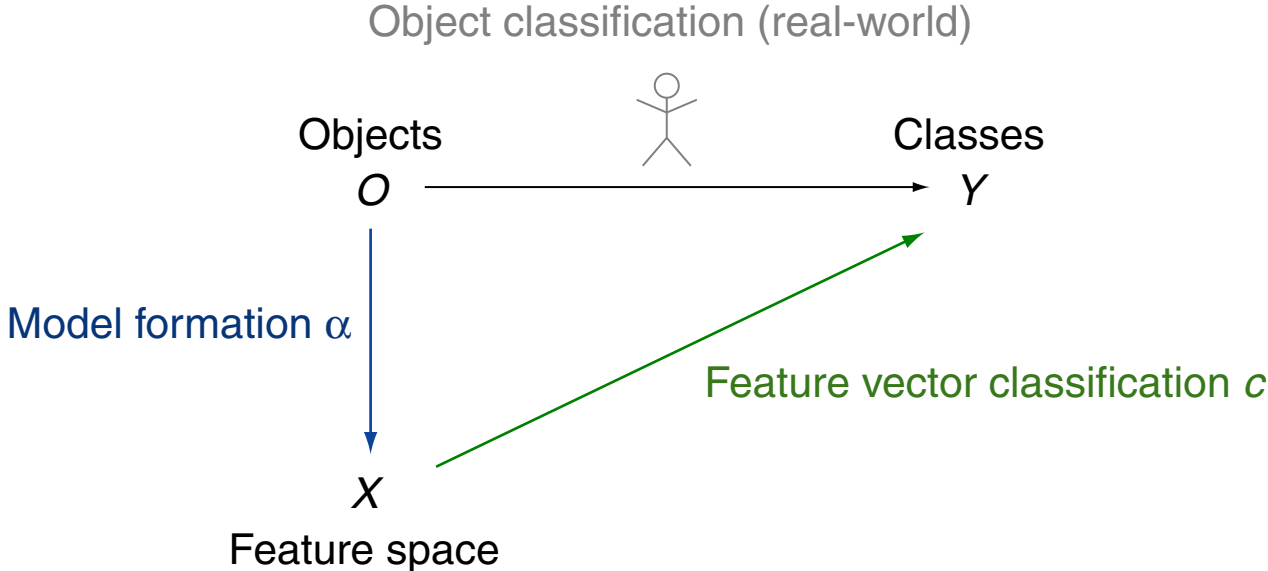 Object classification (real-world)
Objects
Classes
O
Y
Model formation α
Feature vector classification c
X
Feature space